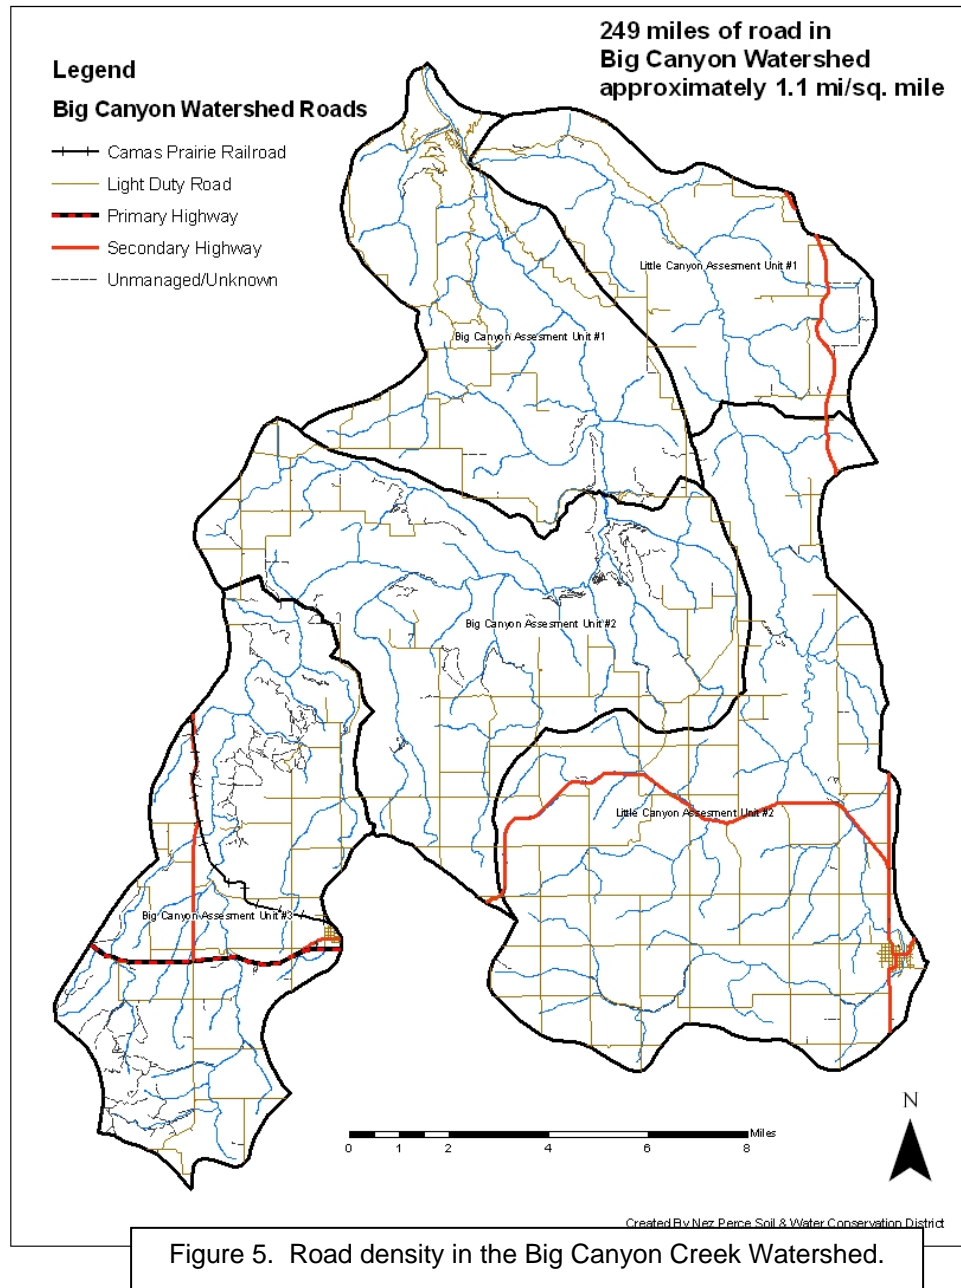 249 miles of road in
Big Canyon Watershed
approximately 1.1 mi/sq. mile
Legend
Big Canyon Watershed Roads
Camas Prairie Railroad
Light Duty Road
Primary Highway
Secondary Highway
Unmanaged/Unknown
Little Canyon Assesment Unit #1
Big Canyon Assesment Unit #1
Big Canyon Assesment Unit #2
Little Canyon Assesment Unit #2
Big Canyon Assesment Unit #3
N
Miles
0 1 2 4 6 8
Created By Nez Perce Soil & Water Conservation District
Figure 5. Road density in the Big Canyon Creek Watershed.